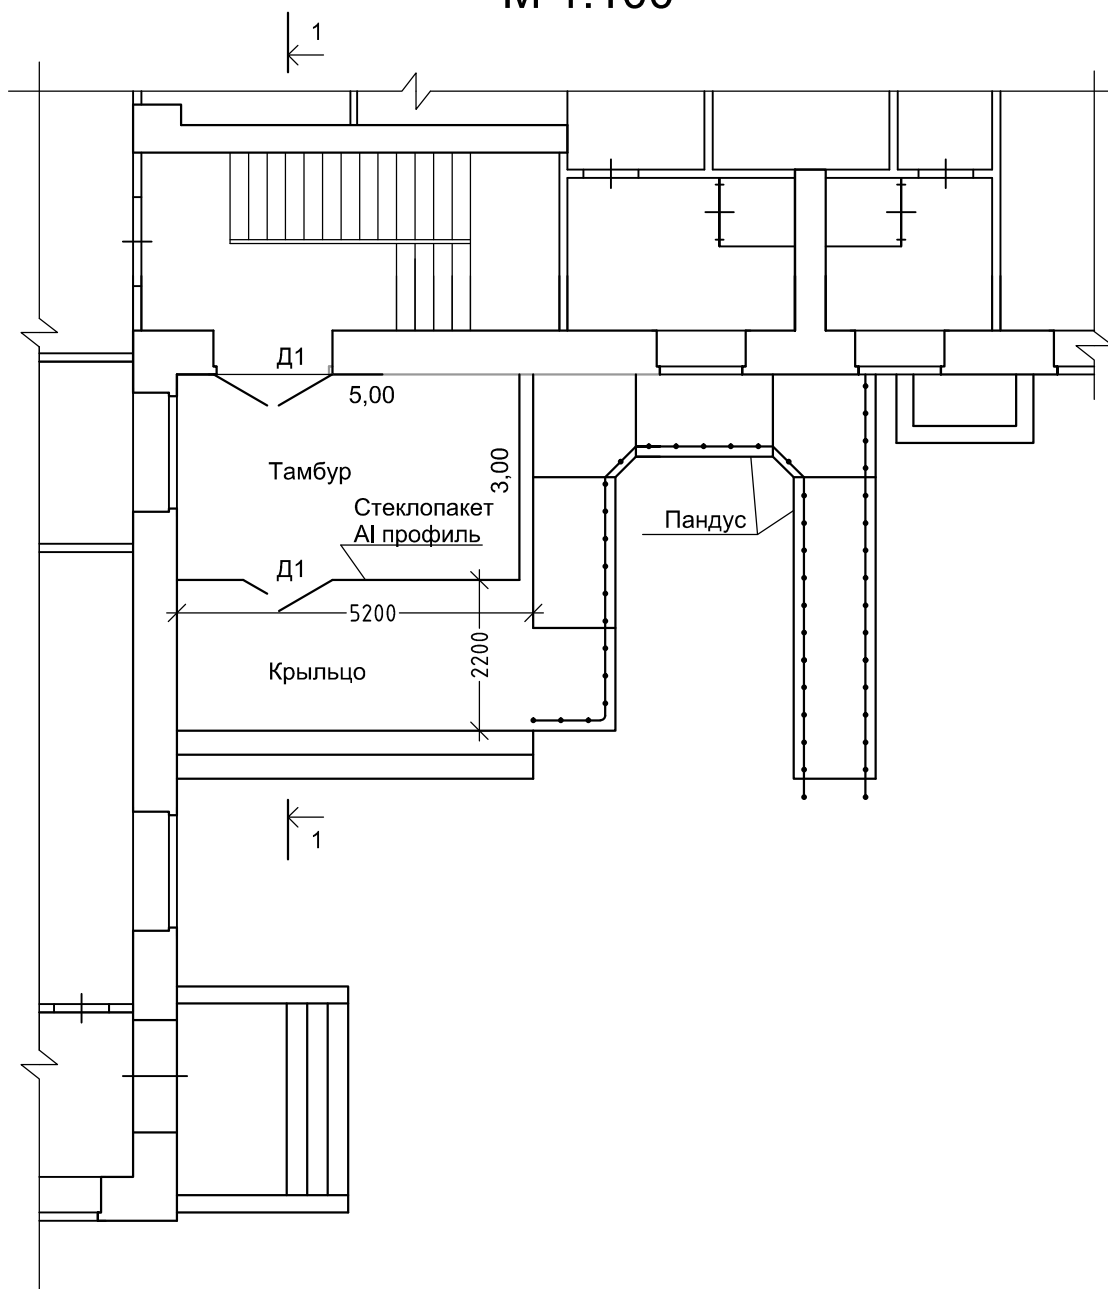 М 1:100
1
Д1
5,00
Тамбур
3,00
Стеклопакет
Al профиль
Пандус
Д1
5200
2200
Крыльцо
1